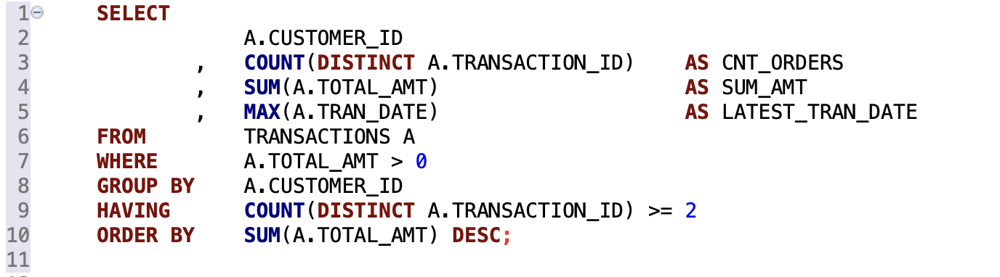 1 SELECT
2 A.CUSTOMER_ID
3 , COUNT(DISTINCT A.TRANSACTION_ID) AS CNT_ORDERS
4 , SUM(A.TOTAL_AMT) AS SUM_AMT
5 , MAX(A.TRAN_DATE) AS LATEST_TRAN_DATE
6 FROM TRANSACTIONS A
7 WHERE A.TOTAL_AMT > 0
8 GROUP BY A.CUSTOMER_ID
9 HAVING COUNT(DISTINCT A.TRANSACTION_ID) >= 2
10 ORDER BY SUM(A.TOTAL_AMT) DESC;
11